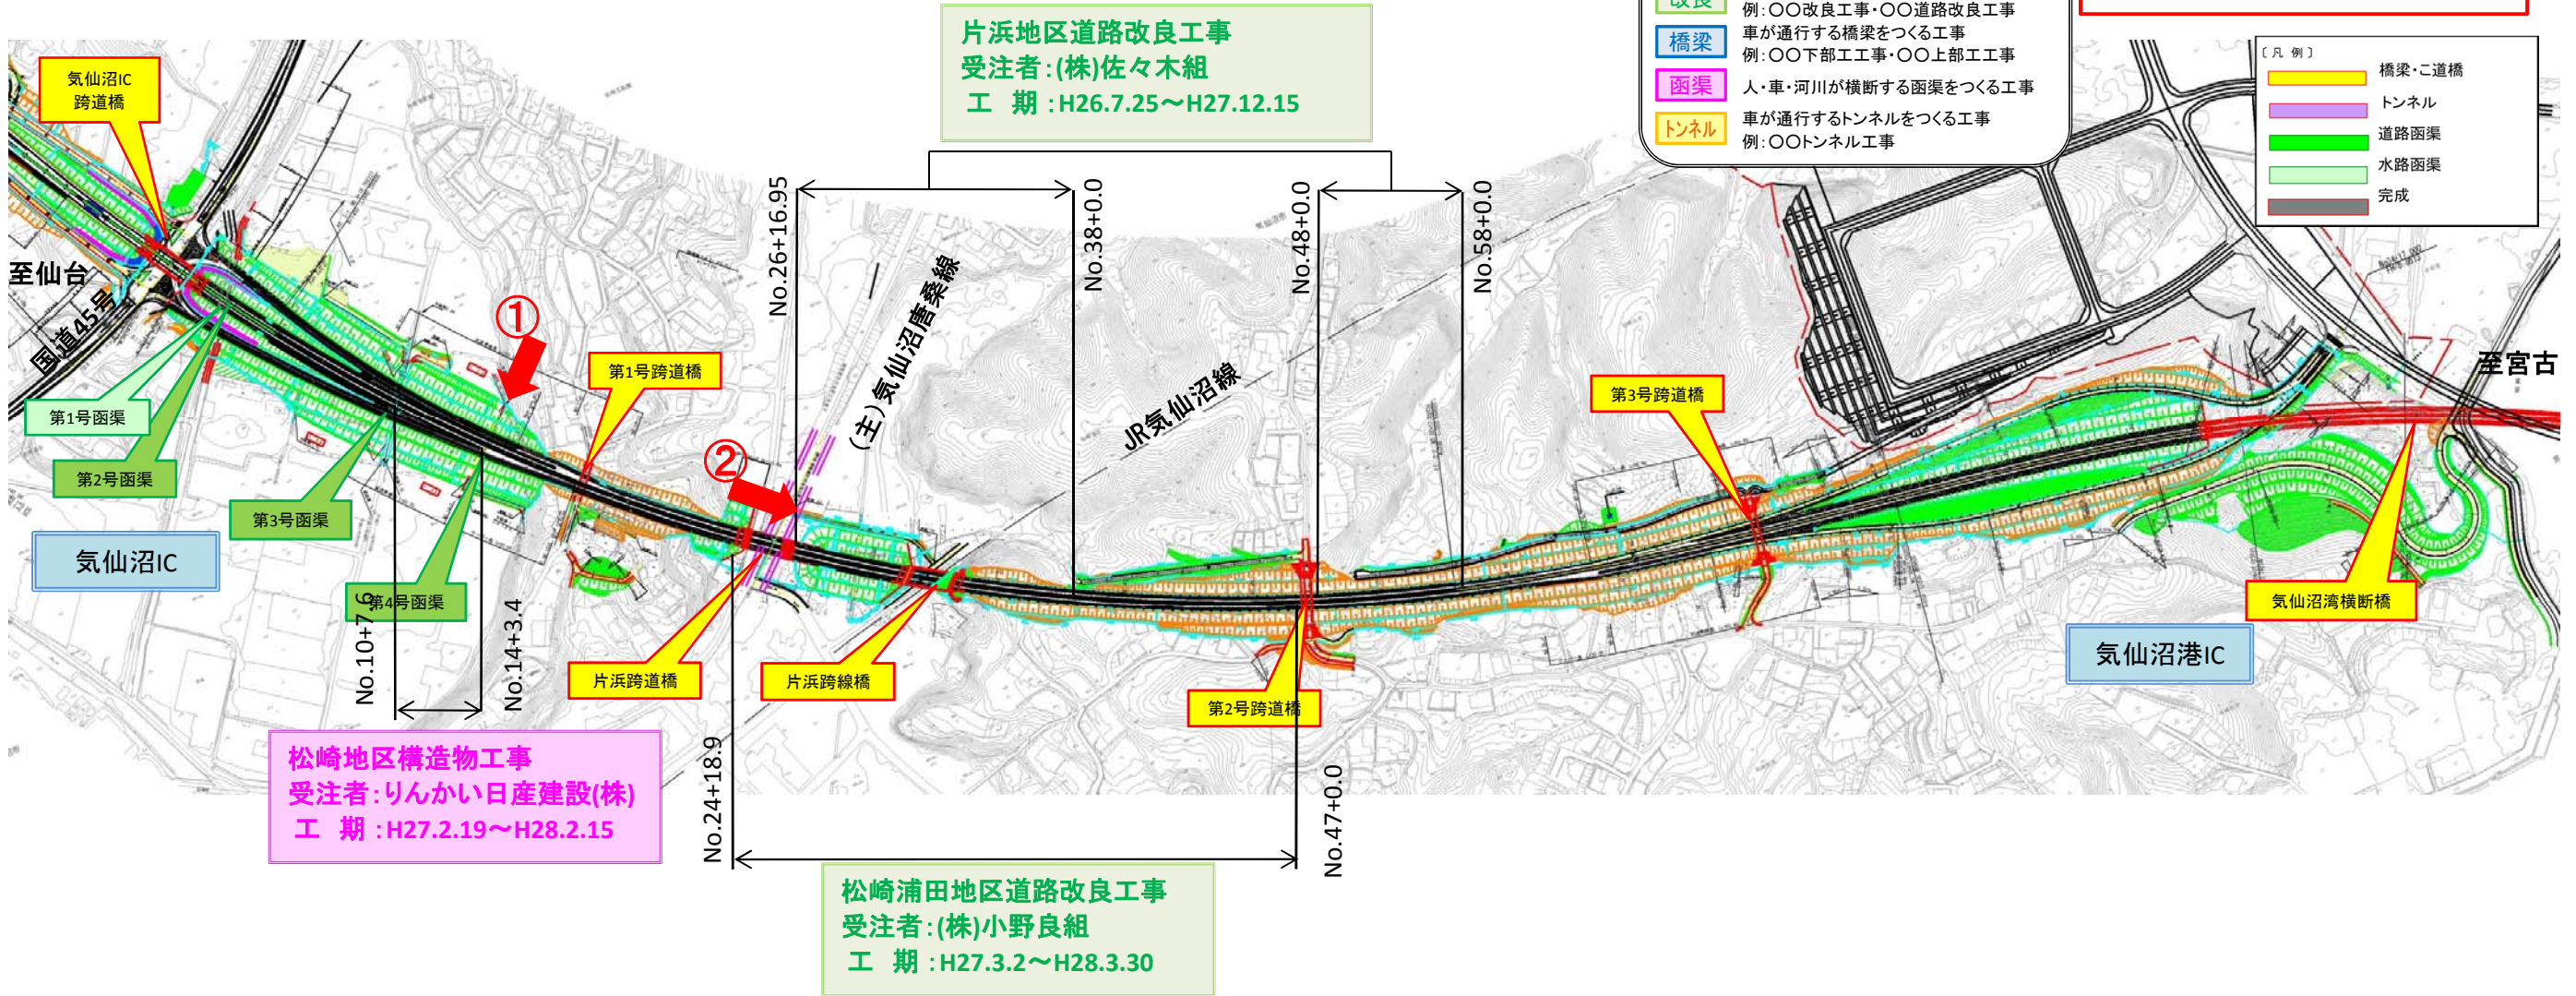 片浜地区道路改良工事
受注者:(株)佐々木組
工 期:H26.7.25～H27.12.15
改良
例:〇〇改良工事・〇〇道路改良工事
橋梁
車が通行する橋梁をつくる工事
例:〇〇下部工工事・〇〇上部工工事
函渠
人・車・河川が横断する函渠をつくる工事
トンネル
車が通行するトンネルをつくる工事
例:〇〇トンネル工事
〔凡 例〕
橋梁・こ道橋
トンネル
道路函渠
水路函渠
完成
気仙沼IC
跨道橋
至仙台
国道45号
①
第1号跨道橋
②
No.26+16.95
(主)気仙沼唐桑線
No.38+0.0
JR気仙沼線
No.48+0.0
No.58+0.0
第3号跨道橋
至宮古
第1号函渠
第2号函渠
第3号函渠
第4号函渠
気仙沼IC
No.10+7.6
No.14+3.4
片浜跨道橋
片浜跨線橋
第2号跨道橋
気仙沼湾横断橋
気仙沼港IC
No.24+18.9
No.47+0.0
松崎地区構造物工事
受注者:りんかい日産建設(株)
工 期:H27.2.19～H28.2.15
松崎浦田地区道路改良工事
受注者:(株)小野良組
工 期:H27.3.2～H28.3.30